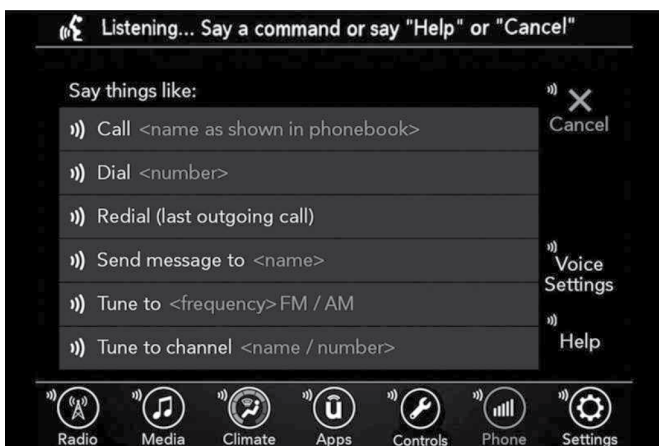 Listening... Say a command or say "Help" or "Cancel"
Say things like:
Call <name as shown in phonebook>
Dial <number>
Redial (last outgoing call)
Send message to <name>
Tune to <frequency> FM / AM
Tune to channel <name / number>
Cancel
Voice
Settings
Help
Radio Media Climate Apps Controls Phone Settings